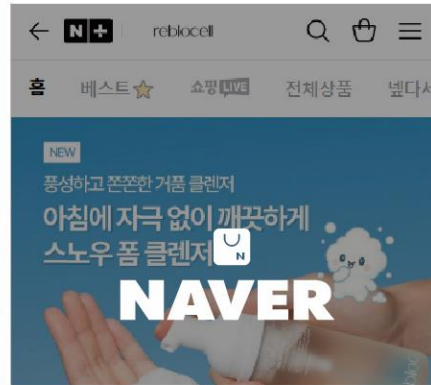 N+ reblocell
홈 베스트 쇼핑LIVE 전체상품
NEW
풍성하고 쫀쫀한 거품 클렌저
아침에 자극 없이 깨끗하게
스노우 폼 클렌저
N
NAVER
reblocell